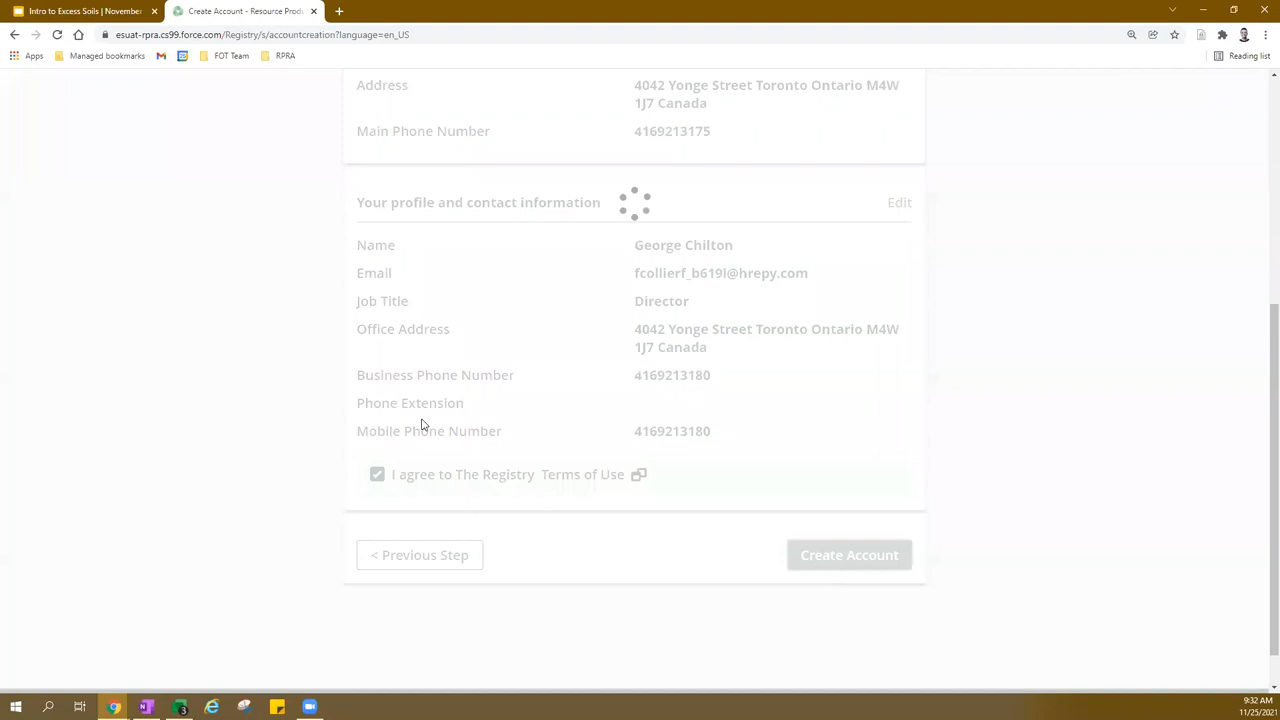 Intro to Excess Soils | November
Create Account - Resource Produ
esuat-rpra.cs99.force.com/Registry/s/accountcreation?language=en_US
Apps
Managed bookmarks
FOT Team
RPRA
Reading list
Address
4042 Yonge Street Toronto Ontario M4W
1J7 Canada
Main Phone Number
4169213175
Your profile and contact information
Edit
Name
George Chilton
Email
fcollierf_b619l@hrepy.com
Job Title
Director
Office Address
4042 Yonge Street Toronto Ontario M4W
1J7 Canada
Business Phone Number
4169213180
Phone Extension
Mobile Phone Number
4169213180
I agree to The Registry Terms of Use
< Previous Step
Create Account
9:32 AM
11/25/2021